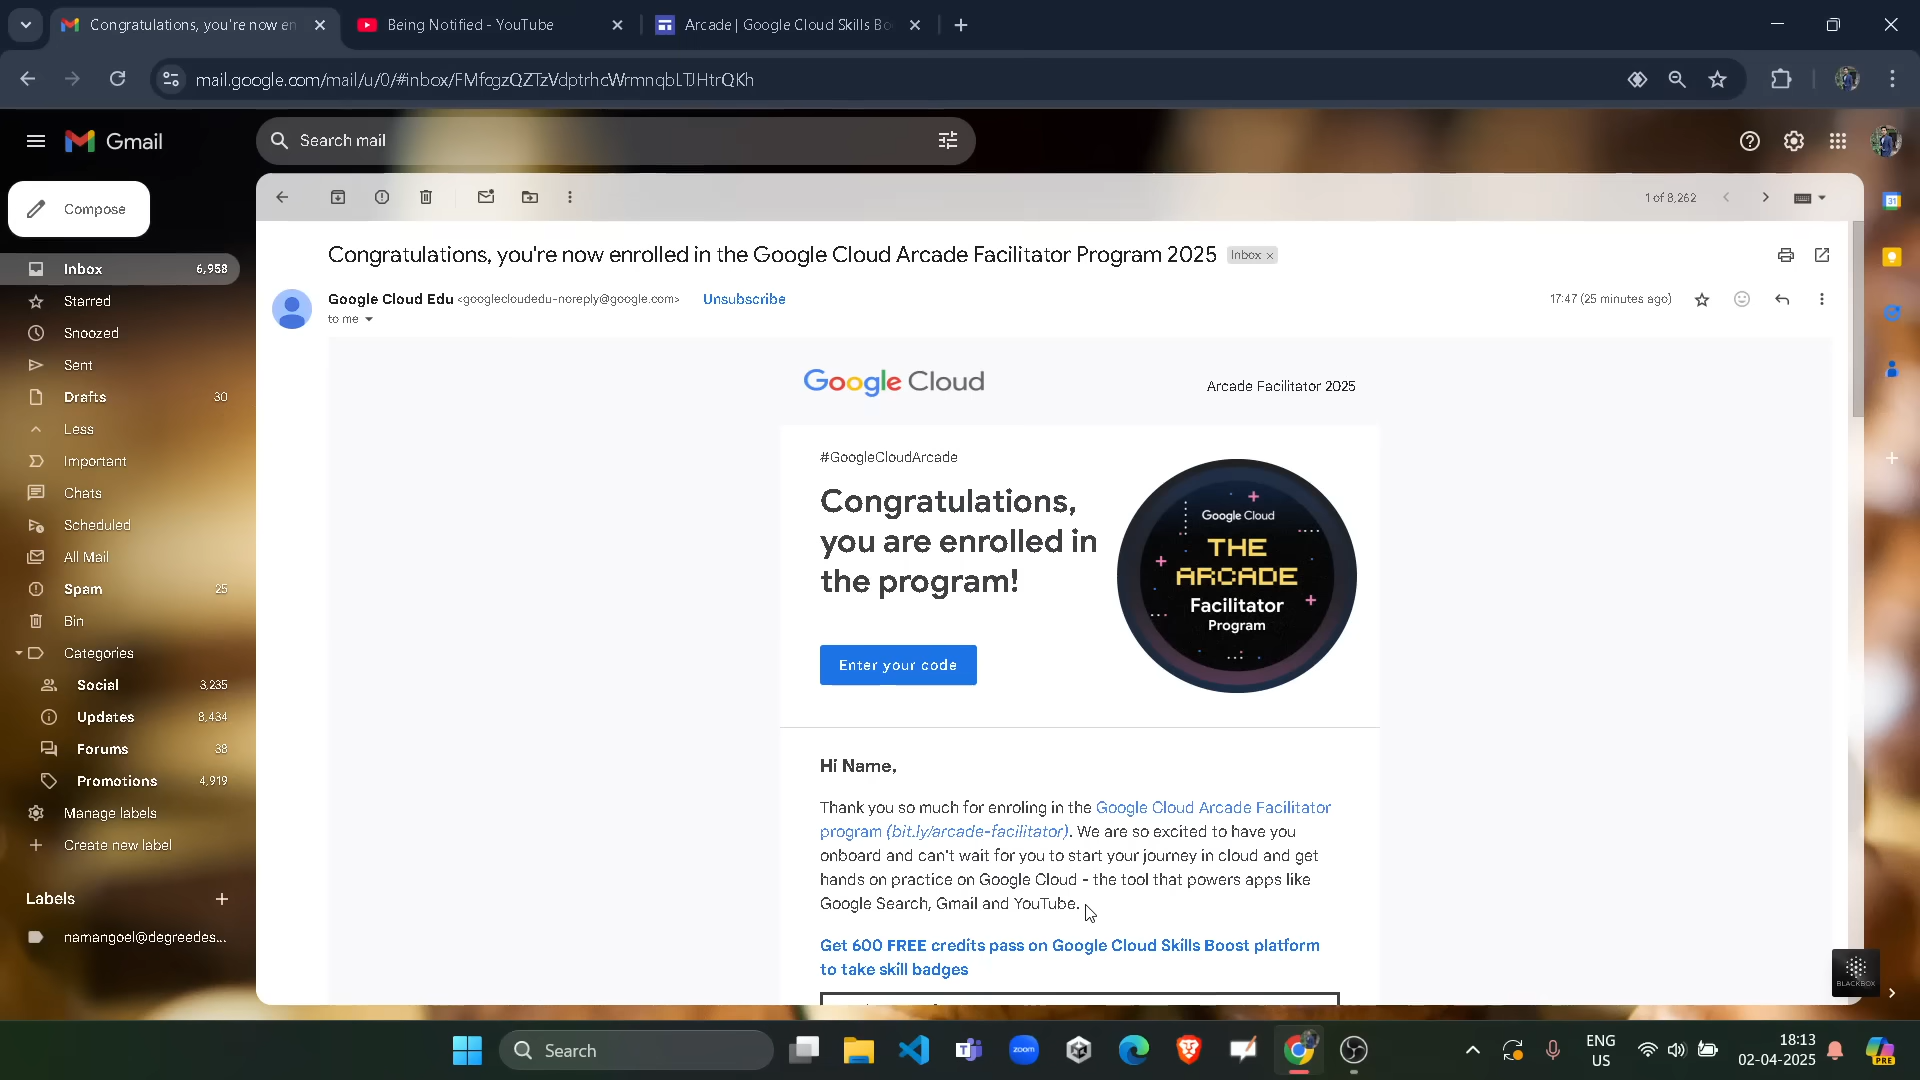 Congratulations, you're now en
Being Notified - YouTube
Arcade | Google Cloud Skills Bo
mail.google.com/mail/u/0/#inbox/FMfcgzQZTzVdptrhcWrmnqbLTJHtrQKh
Gmail
Search mail
Compose
1 of 8,262
Congratulations, you're now enrolled in the Google Cloud Arcade Facilitator Program 2025
Inbox
Google Cloud Edu <googlecloudedu-noreply@google.com>
Unsubscribe
17:47 (25 minutes ago)
to me
Inbox 6,958
Starred
Snoozed
Sent
Drafts 30
Less
Important
Chats
Scheduled
All Mail
Spam 25
Bin
Categories
Social 3,235
Updates 8,434
Forums 38
Promotions 4,919
Manage labels
Create new label
Labels
namangoel@degreedes...
Google Cloud
Arcade Facilitator 2025
#GoogleCloudArcade
Congratulations,
you are enrolled in
the program!
Enter your code
Google Cloud
THE
ARCADE
Facilitator
Program
Hi Name,
Thank you so much for enroling in the Google Cloud Arcade Facilitator
program (bit.ly/arcade-facilitator). We are so excited to have you
onboard and can't wait for you to start your journey in cloud and get
hands on practice on Google Cloud - the tool that powers apps like
Google Search, Gmail and YouTube.
Get 600 FREE credits pass on Google Cloud Skills Boost platform
to take skill badges
31
BLACKBOX
Search
zoom
ENG
US
18:13
02-04-2025
PRE